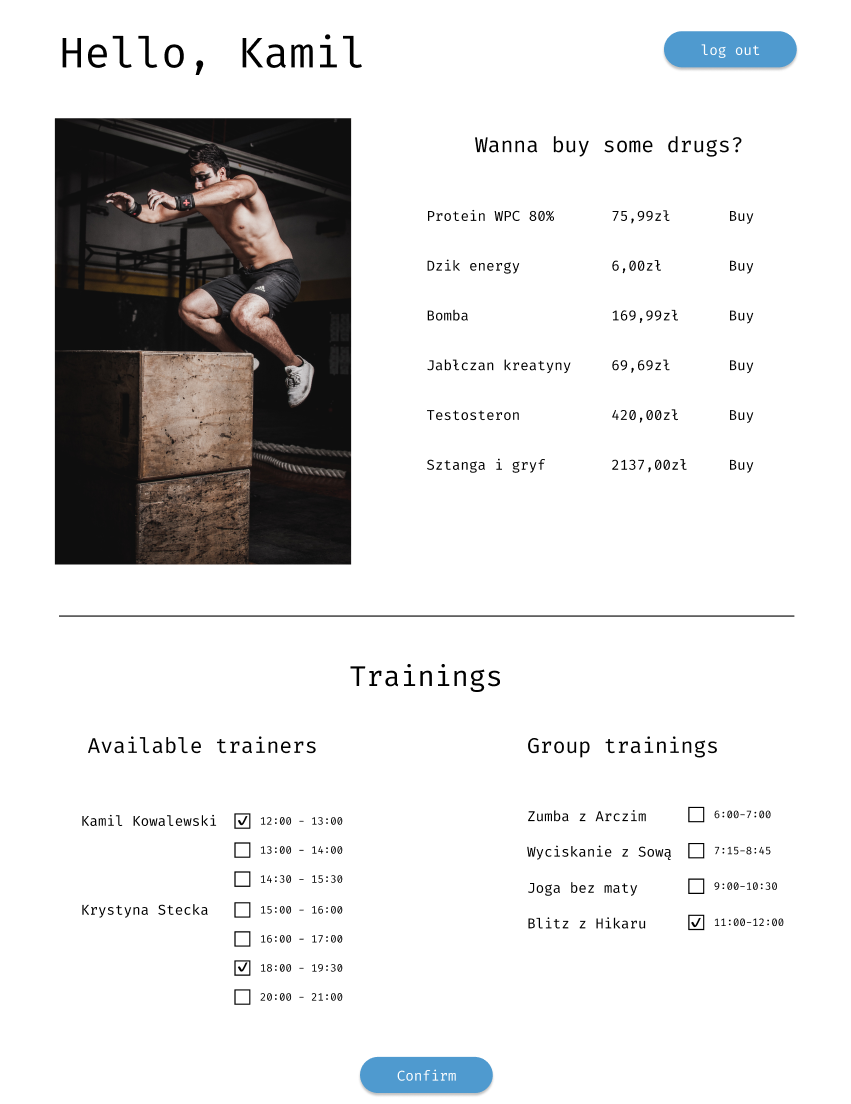 Hello, Kamil
log out
Wanna buy some drugs?
Protein WPC 80% 75,99zł Buy
Dzik energy 6,00zł Buy
Bomba 169,99zł Buy
Jabłczan kreatyny 69,69zł Buy
Testosteron 420,00zł Buy
Sztanga i gryf 2137,00zł Buy
Trainings
Available trainers
Kamil Kowalewski 12:00 - 13:00
13:00 - 14:00
14:30 - 15:30
Krystyna Stecka 15:00 - 16:00
16:00 - 17:00
18:00 - 19:30
20:00 - 21:00
Group trainings
Zumba z Arczim 6:00-7:00
Wyciskanie z Sową 7:15-8:45
Joga bez maty 9:00-10:30
Blitz z Hikaru 11:00-12:00
Confirm